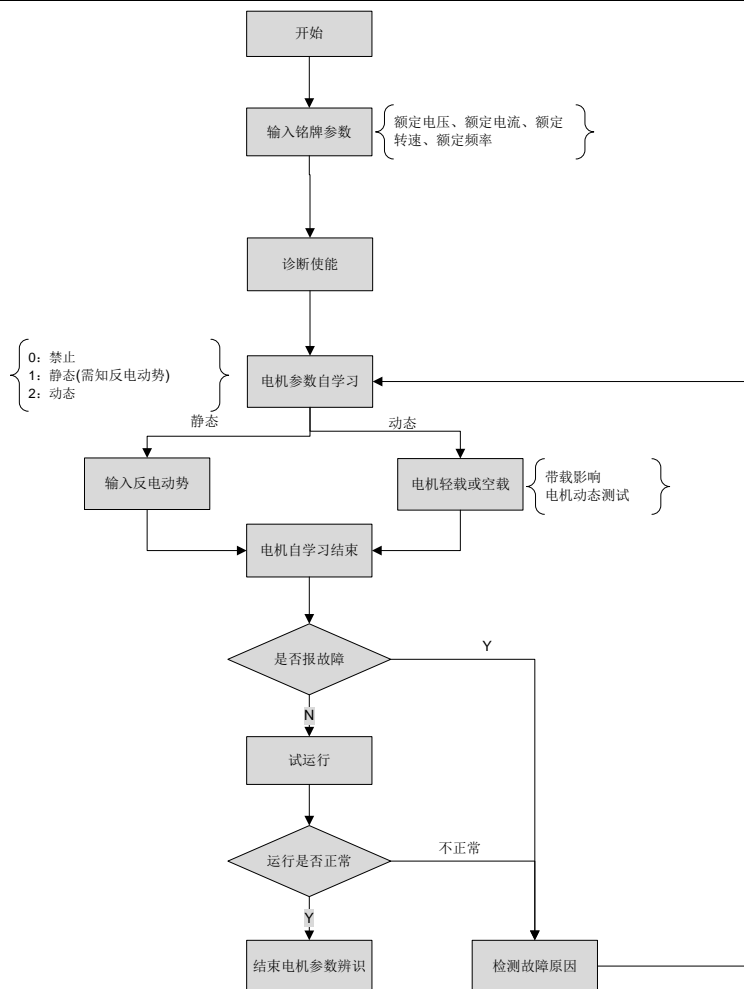 开始
输入铭牌参数
额定电压、额定电流、额定
转速、额定频率
诊断使能
0：禁止
1：静态(需知反电动势)
2：动态
电机参数自学习
静态
动态
输入反电动势
电机轻载或空载
带载影响
电机动态测试
电机自学习结束
是否报故障
Y
N
试运行
运行是否正常
不正常
Y
结束电机参数辨识
检测故障原因